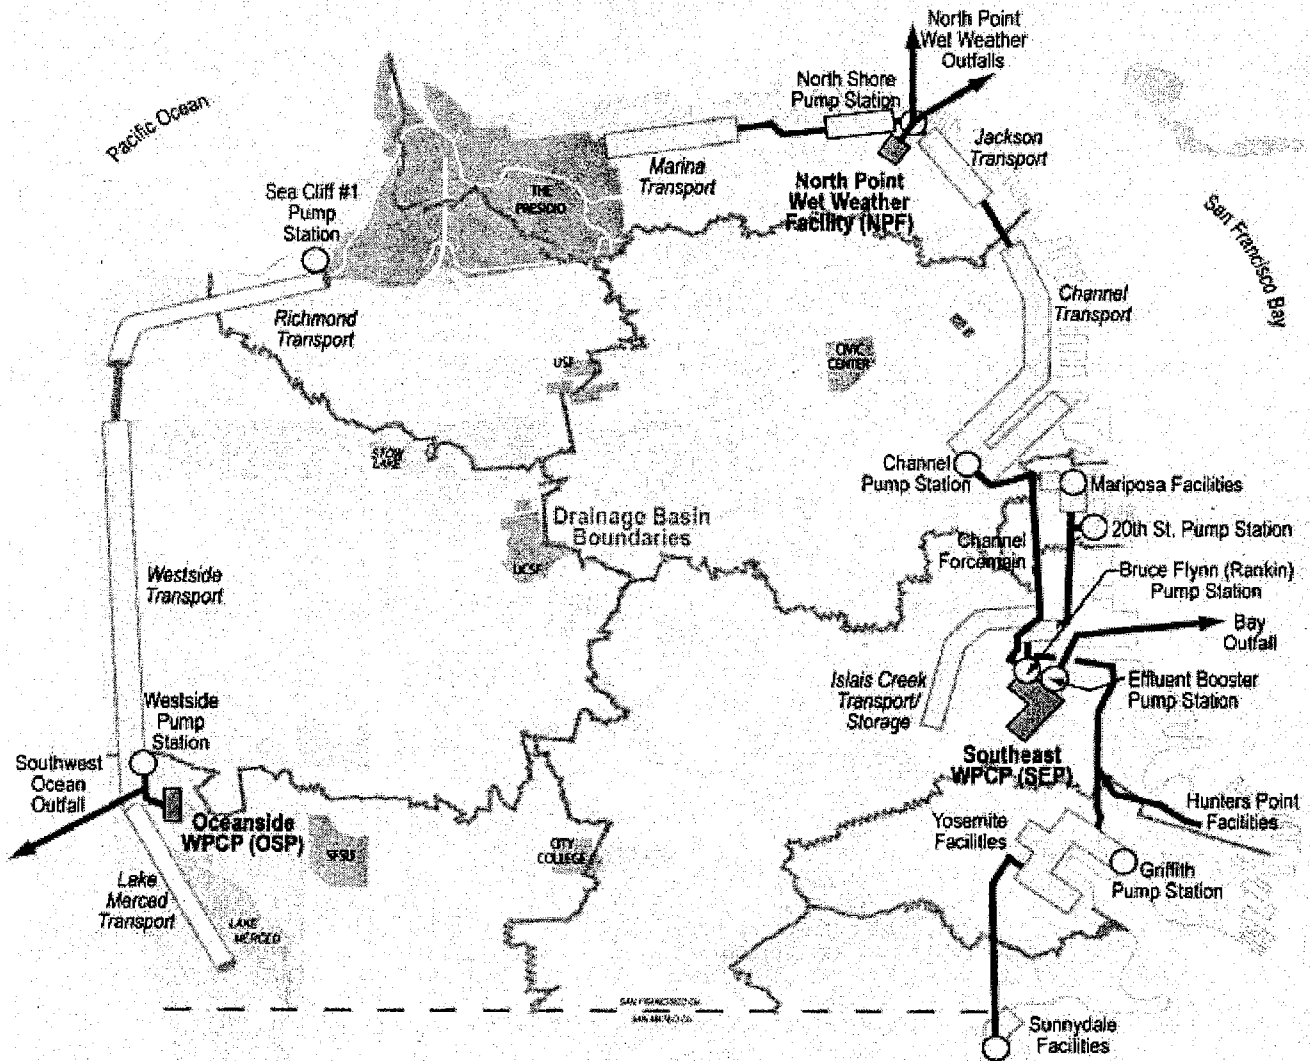 North Point
Wet Weather
Outfalls
North Shore
Pump Station
Pacific Ocean
Jackson
Transport
Marina
Transport
Sea Cliff #1
Pump
Station
THE
PRESIDIO
North Point
Wet Weather
Facility (NPF)
San Francisco Bay
Channel
Transport
Richmond
Transport
CIVIC
CENTER
USF
STOW
LAKE
Channel
Pump Station
Mariposa Facilities
Drainage Basin
Boundaries
20th St. Pump Station
Channel
Forcemain
UCSF
Bruce Flynn (Rankin)
Pump Station
Westside
Transport
Bay
Outfall
Islais Creek
Transport/
Storage
Effluent Booster
Pump Station
Westside
Pump
Station
Southwest
Ocean
Outfall
Southeast
WPCP (SEP)
Hunters Point
Facilities
Oceanside
WPCP (OSP)
Yosemite
Facilities
SFSU
CITY
COLLEGE
Griffith
Pump Station
Lake
Merced
Transport
LAKE
MERCED
SAN FRANCISCO Co.
SAN MATEO Co.
Sunnydale
Facilities